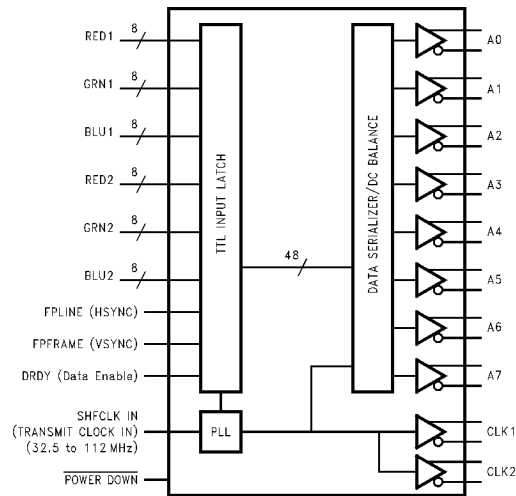 RED1 8
GRN1 8
BLU1 8
RED2 8
GRN2 8
BLU2 8
FPLINE (HSYNC)
FPFRAME (VSYNC)
DRDY (Data Enable)
SHFCLK IN
(TRANSMIT CLOCK IN)
(32.5 to 112 MHz)
POWER DOWN
TTL INPUT LATCH
PLL
48
DATA SERIALIZER/DC BALANCE
A0
A1
A2
A3
A4
A5
A6
A7
CLK1
CLK2